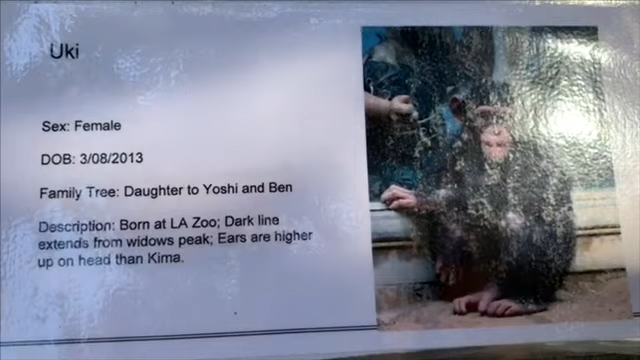 Uki
Sex: Female
DOB: 3/08/2013
Family Tree: Daughter to Yoshi and Ben
Description: Born at LA Zoo; Dark line
extends from widows peak; Ears are higher
up on head than Kima.